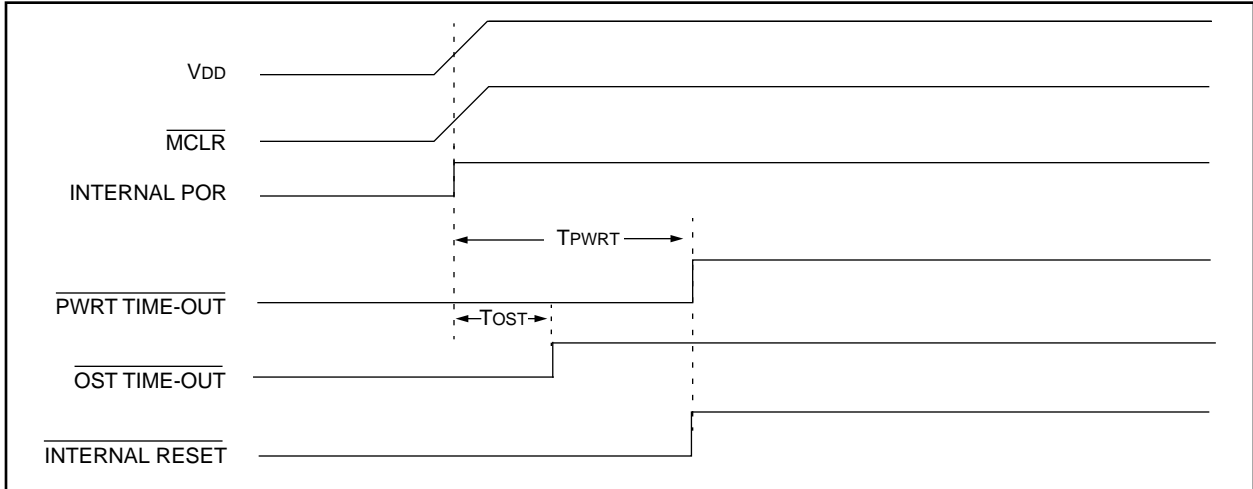 VDD
MCLR
INTERNAL POR
TPWRT
PWRT TIME-OUT
TOST
OST TIME-OUT
INTERNAL RESET